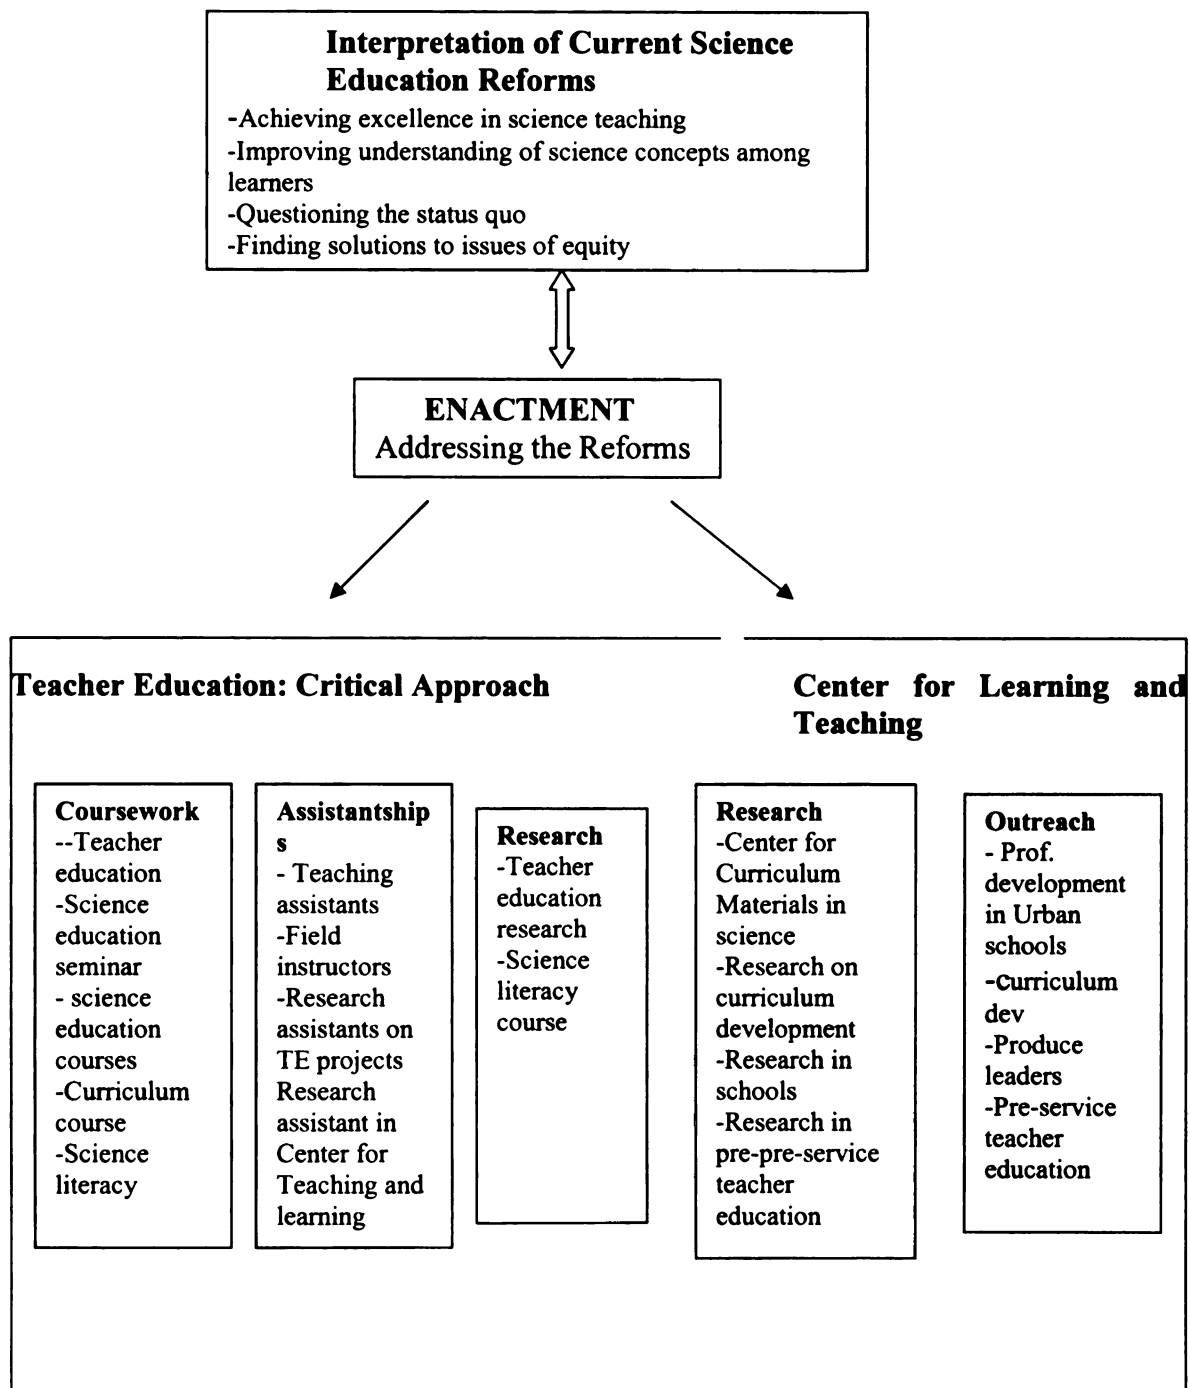 Interpretation of Current Science
Education Reforms
-Achieving excellence in science teaching
-Improving understanding of science concepts among
learners
-Questioning the status quo
-Finding solutions to issues of equity
ENACTMENT
Addressing the Reforms
Teacher Education: Critical Approach
Center for Learning and
Teaching
Coursework
--Teacher
education
-Science
education
seminar
- science
education
courses
-Curriculum
course
-Science
literacy
Assistantship
s
- Teaching
assistants
-Field
instructors
-Research
assistants on
TE projects
Research
assistant in
Center for
Teaching and
learning
Research
-Teacher
education
research
-Science
literacy
course
Research
-Center for
Curriculum
Materials in
science
-Research on
curriculum
development
-Research in
schools
-Research in
pre-pre-service
teacher
education
Outreach
- Prof.
development
in Urban
schools
-curriculum
dev
-Produce
leaders
-Pre-service
teacher
education